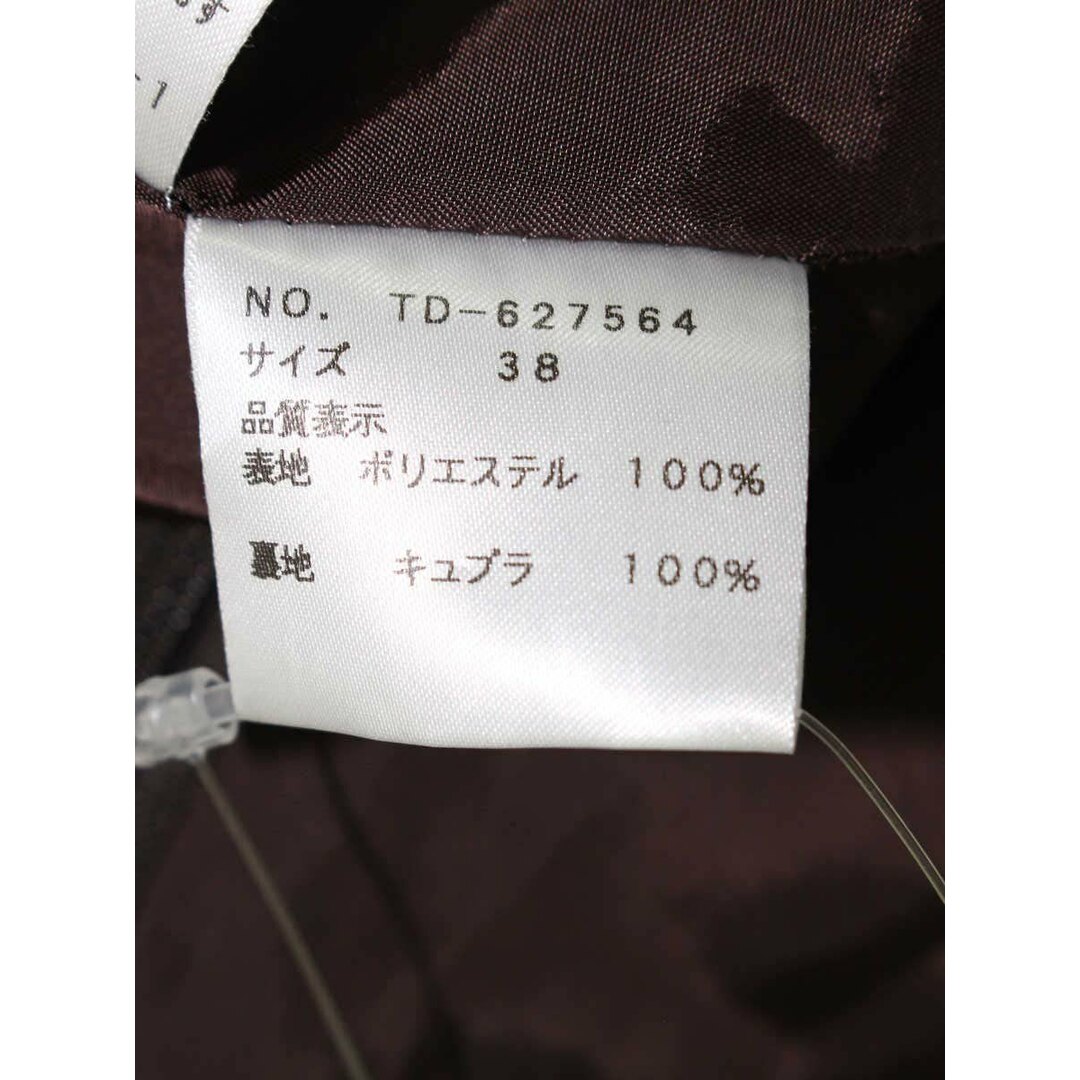 NO. TD-627564
サイズ 38
品質表示
表地 ポリエステル 100%
裏地 キュプラ 100%